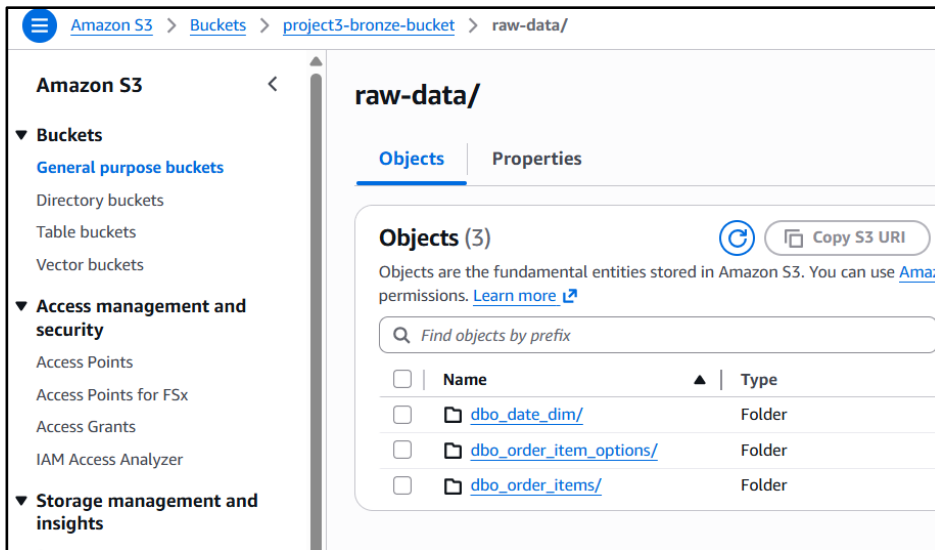 Amazon S3 > Buckets > project3-bronze-bucket > raw-data/
Amazon S3
Buckets
General purpose buckets
Directory buckets
Table buckets
Vector buckets
Access management and
security
Access Points
Access Points for FSx
Access Grants
IAM Access Analyzer
Storage management and
insights
raw-data/
Objects
Properties
Objects (3)
Copy S3 URI
Objects are the fundamental entities stored in Amazon S3. You can use Amaz
permissions. Learn more
Find objects by prefix
Name Type
dbo_date_dim/ Folder
dbo_order_item_options/ Folder
dbo_order_items/ Folder